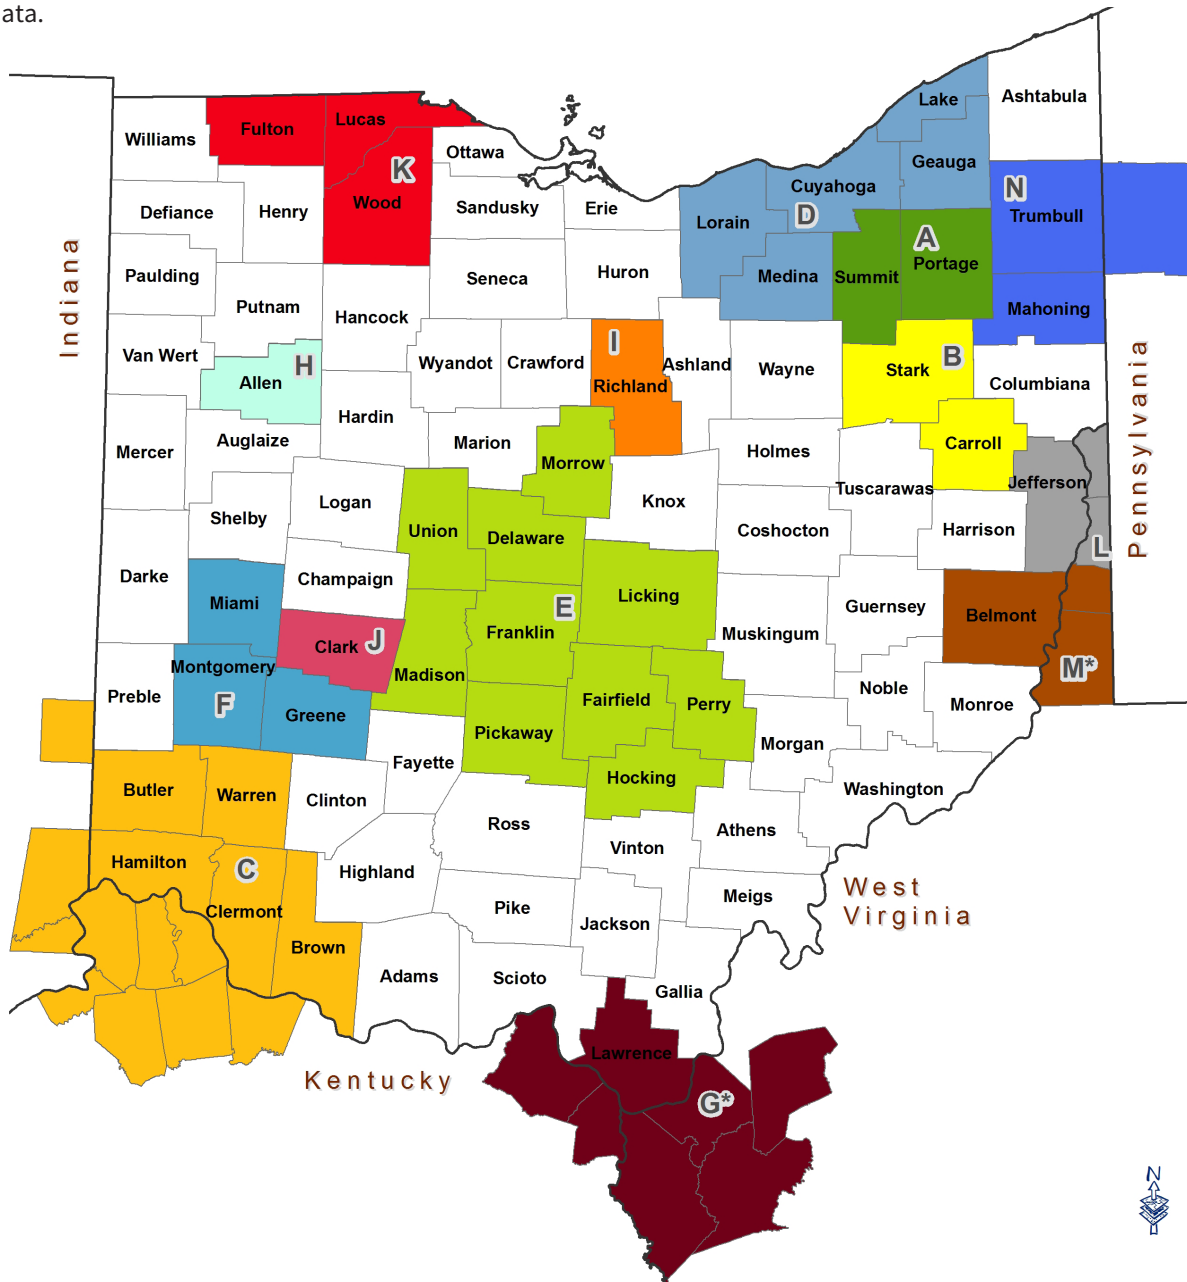 ata.
Lake
Ashtabula
Fulton
Lucas
Williams
Ottawa
Geauga
K
Cuyahoga
N
Wood
Sandusky
Erie
Defiance
Henry
D
Trumbull
Lorain
A
Portage
Indiana
Paulding
Seneca
Huron
Medina
Summit
Putnam
Mahoning
Hancock
I
Van Wert
H
Wyandot
Crawford
Ashland
Wayne
Stark
B
Allen
Richland
Columbiana
Pennsylvania
Hardin
Auglaize
Marion
Carroll
Mercer
Holmes
Morrow
Jefferson
Tuscarawas
Logan
Knox
Shelby
Union
Delaware
Coshocton
Harrison
L
Darke
Champaign
Miami
Licking
E
Guernsey
Belmont
Franklin
Muskingum
Clark
J
Montgomery
Madison
M*
Preble
F
Greene
Fairfield
Perry
Noble
Monroe
Pickaway
Morgan
Fayette
Hocking
Butler
Warren
Clinton
Washington
Ross
Athens
Vinton
Hamilton
C
Highland
West
Virginia
Meigs
Clermont
Pike
Jackson
Brown
Adams
Scioto
Gallia
Lawrence
Kentucky
G*
N